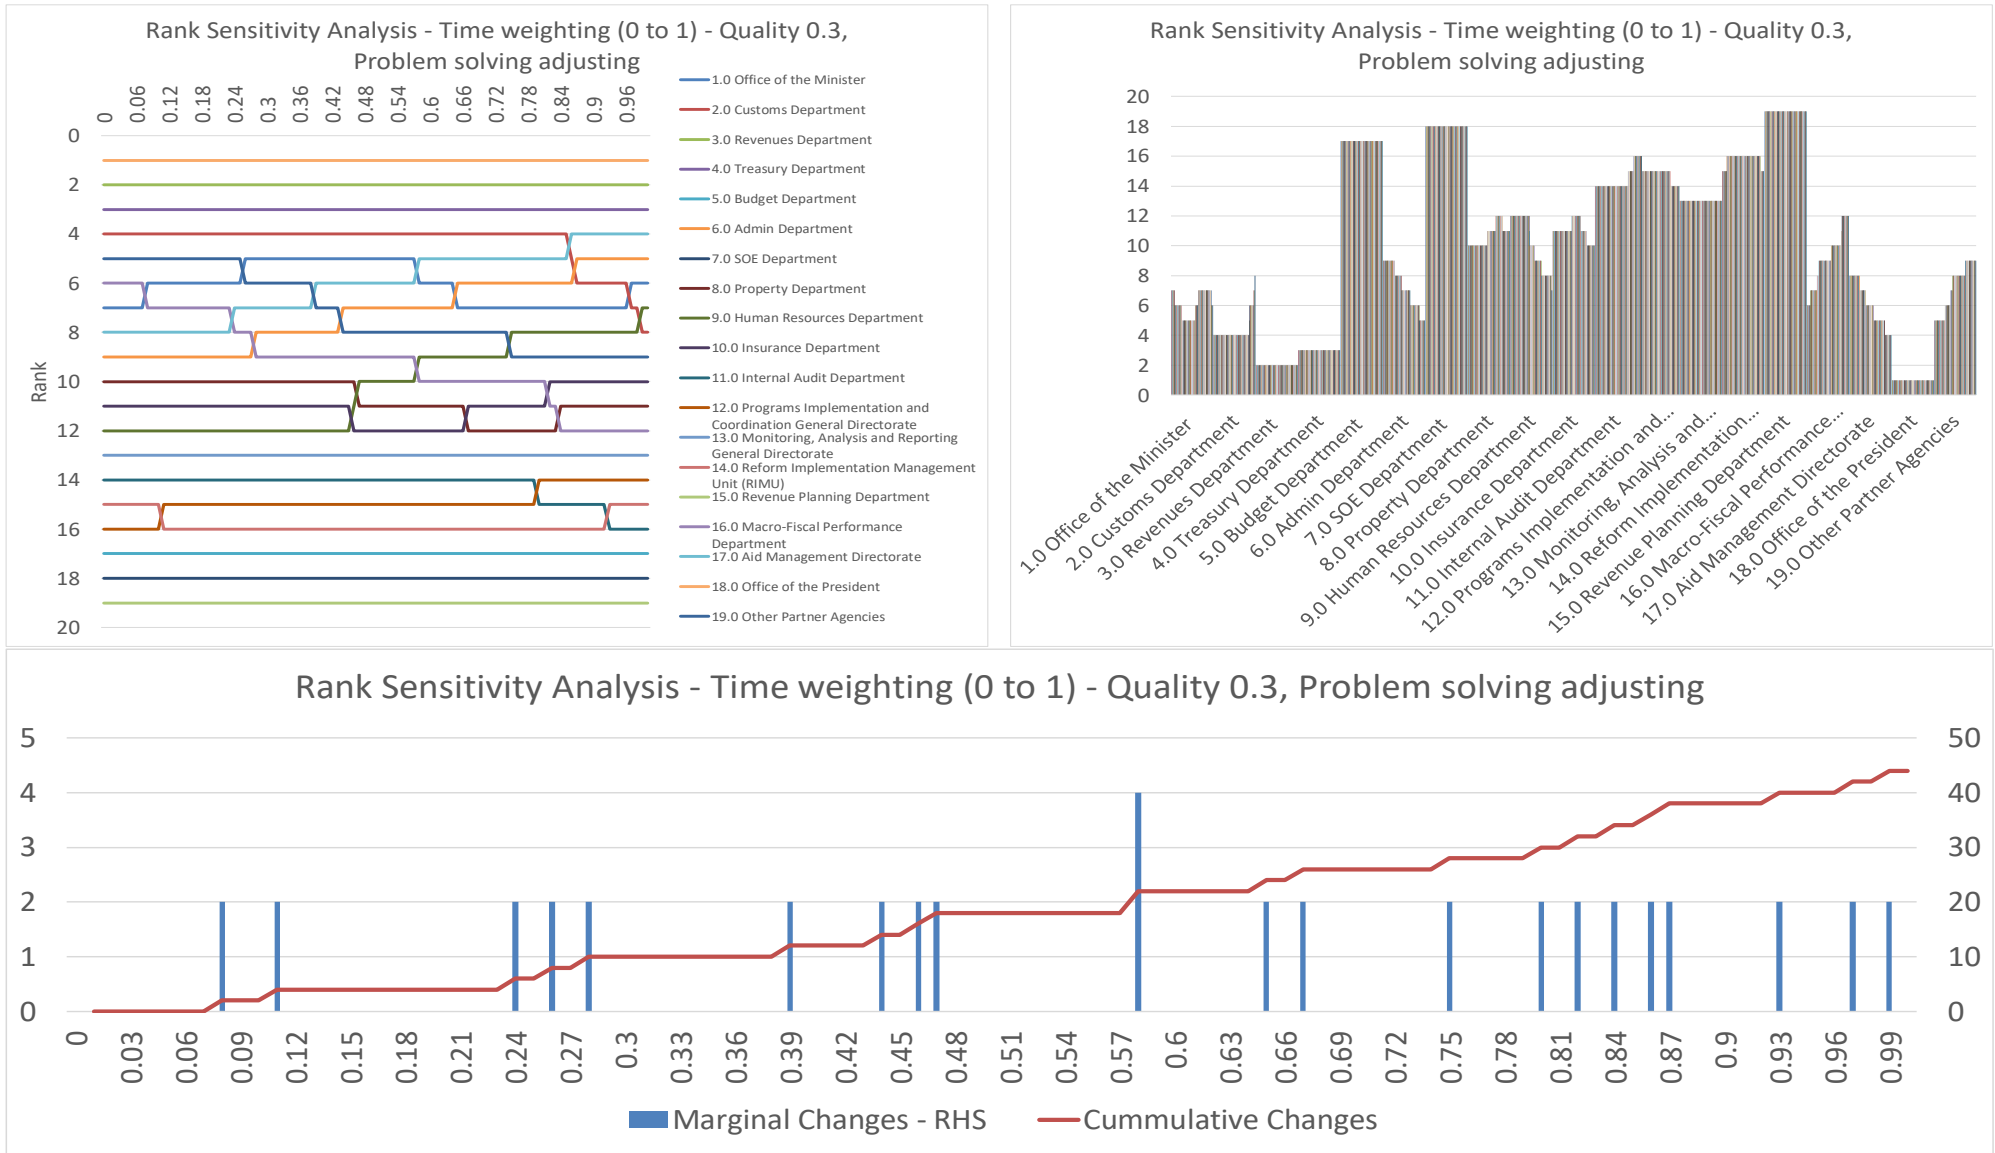 Rank Sensitivity Analysis - Time weighting (0 to 1) - Quality 0.3,
Problem solving adjusting
0 0.06 0.12 0.18 0.24 0.3 0.36 0.42 0.48 0.54 0.6 0.66 0.72 0.78 0.84 0.9 0.96
0
2
4
6
8
10
12
14
16
18
20
Rank
1.0 Office of the Minister
2.0 Customs Department
3.0 Revenues Department
4.0 Treasury Department
5.0 Budget Department
6.0 Admin Department
7.0 SOE Department
8.0 Property Department
9.0 Human Resources Department
10.0 Insurance Department
11.0 Internal Audit Department
12.0 Programs Implementation and
Coordination General Directorate
13.0 Monitoring, Analysis and Reporting
General Directorate
14.0 Reform Implementation Management
Unit (RIMU)
15.0 Revenue Planning Department
16.0 Macro-Fiscal Performance
Department
17.0 Aid Management Directorate
18.0 Office of the President
19.0 Other Partner Agencies
Rank Sensitivity Analysis - Time weighting (0 to 1) - Quality 0.3,
Problem solving adjusting
20
18
16
14
12
10
8
6
4
2
0
1.0 Office of the Minister
2.0 Customs Department
3.0 Revenues Department
4.0 Treasury Department
5.0 Budget Department
6.0 Admin Department
7.0 SOE Department
8.0 Property Department
9.0 Human Resources Department
10.0 Insurance Department
11.0 Internal Audit Department
12.0 Programs Implementation and...
13.0 Monitoring, Analysis and...
14.0 Reform Implementation...
15.0 Revenue Planning Department
16.0 Macro-Fiscal Performance...
17.0 Aid Management Directorate
18.0 Office of the President
19.0 Other Partner Agencies
Rank Sensitivity Analysis - Time weighting (0 to 1) - Quality 0.3, Problem solving adjusting
5 50
4 40
3 30
2 20
1 10
0 0
0 0.03 0.06 0.09 0.12 0.15 0.18 0.21 0.24 0.27 0.3 0.33 0.36 0.39 0.42 0.45 0.48 0.51 0.54 0.57 0.6 0.63 0.66 0.69 0.72 0.75 0.78 0.81 0.84 0.87 0.9 0.93 0.96 0.99
Marginal Changes - RHS Cummulative Changes